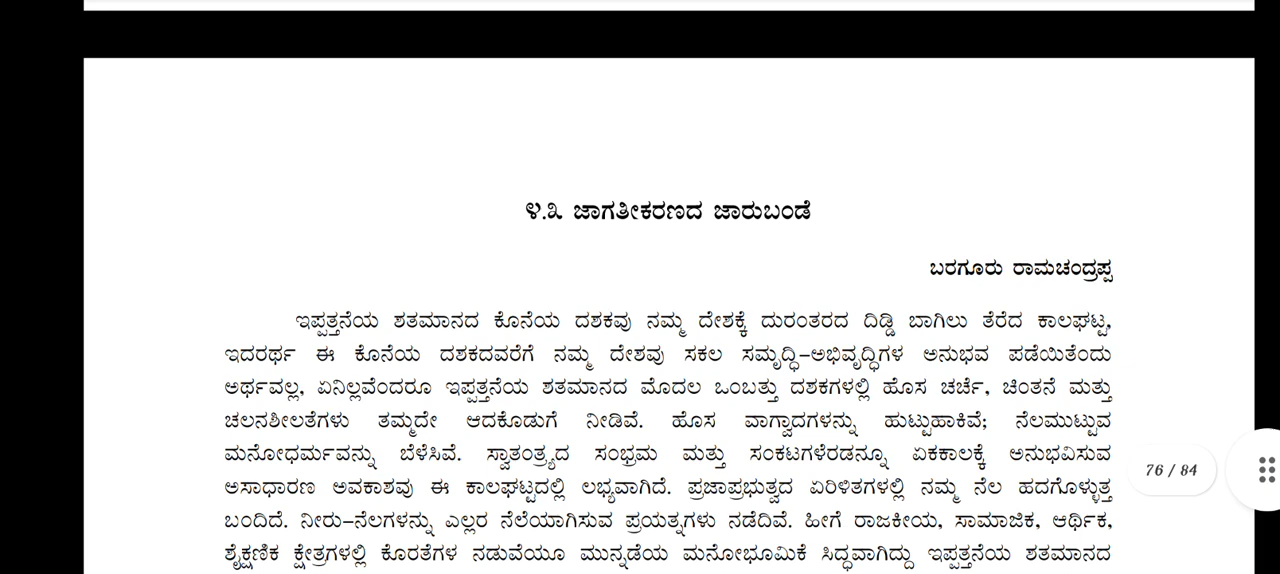 ೪.೩ ಜಾಗತೀಕರಣದ ಜಾರುಬಂಡೆ
ಬರಗೂರು ರಾಮಚಂದ್ರಪ್ಪ
ಇಪ್ಪತ್ತನೆಯ ಶತಮಾನದ ಕೊನೆಯ ದಶಕವು ನಮ್ಮ ದೇಶಕ್ಕೆ ದುರಂತರದ ದಿಡ್ಡಿ ಬಾಗಿಲು ತೆರೆದ ಕಾಲಘಟ್ಟ,
ಇದರರ್ಥ ಈ ಕೊನೆಯ ದಶಕದವರೆಗೆ ನಮ್ಮ ದೇಶವು ಸಕಲ ಸಮೃದ್ಧಿ-ಅಭಿವೃದ್ಧಿಗಳ ಅನುಭವ ಪಡೆಯಿತೆಂದು
ಅರ್ಥವಲ್ಲ, ಏನಿಲ್ಲವೆಂದರೂ ಇಪ್ಪತ್ತನೆಯ ಶತಮಾನದ ಮೊದಲ ಒಂಬತ್ತು ದಶಕಗಳಲ್ಲಿ ಹೊಸ ಚರ್ಚೆ, ಚಿಂತನೆ ಮತ್ತು
ಚಲನಶೀಲತೆಗಳು ತಮ್ಮದೇ ಆದಕೊಡುಗೆ ನೀಡಿವೆ. ಹೊಸ ವಾಗ್ವಾದಗಳನ್ನು ಹುಟ್ಟುಹಾಕಿವೆ; ನೆಲಮುಟ್ಟುವ
ಮನೋಧರ್ಮವನ್ನು ಬೆಳೆಸಿವೆ. ಸ್ವಾತಂತ್ರ್ಯದ ಸಂಭ್ರಮ ಮತ್ತು ಸಂಕಟಗಳೆರಡನ್ನೂ ಏಕಕಾಲಕ್ಕೆ ಅನುಭವಿಸುವ
ಅಸಾಧಾರಣ ಅವಕಾಶವು ಈ ಕಾಲಘಟ್ಟದಲ್ಲಿ ಲಭ್ಯವಾಗಿದೆ. ಪ್ರಜಾಪ್ರಭುತ್ವದ ಏರಿಳಿತಗಳಲ್ಲಿ ನಮ್ಮ ನೆಲ ಹದಗೊಳ್ಳುತ್ತ
ಬಂದಿದೆ. ನೀರು-ನೆಲಗಳನ್ನು ಎಲ್ಲರ ನೆಲೆಯಾಗಿಸುವ ಪ್ರಯತ್ನಗಳು ನಡೆದಿವೆ. ಹೀಗೆ ರಾಜಕೀಯ, ಸಾಮಾಜಿಕ, ಆರ್ಥಿಕ,
ಶೈಕ್ಷಣಿಕ ಕ್ಷೇತ್ರಗಳಲ್ಲಿ ಕೊರತೆಗಳ ನಡುವೆಯೂ ಮುನ್ನಡೆಯ ಮನೋಭೂಮಿಕೆ ಸಿದ್ಧವಾಗಿದ್ದು ಇಪ್ಪತ್ತನೆಯ ಶತಮಾನದ
76 / 84